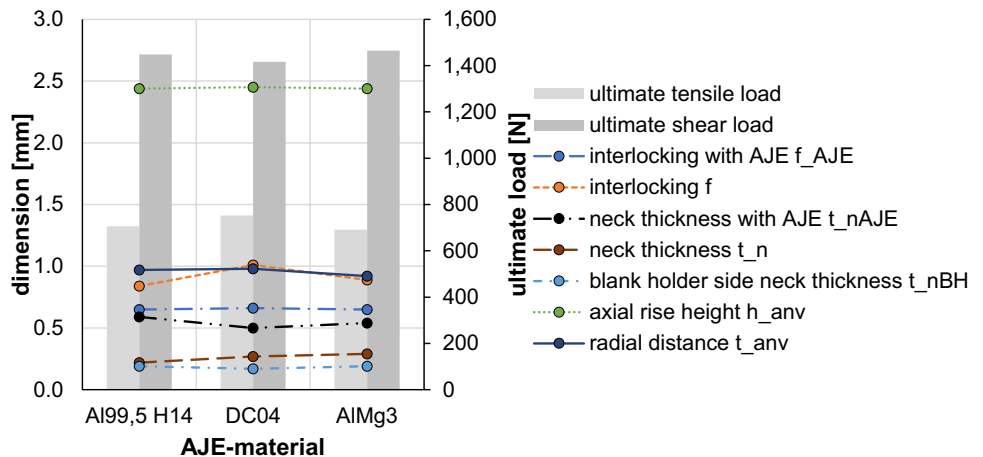 3.0
2.5
2.0
1.5
1.0
0.5
0.0
dimension [mm]
1,600
1,400
1,200
1,000
800
600
400
200
0
ultimate load [N]
Al99,5 H14
DC04
AlMg3
AJE-material
ultimate tensile load
ultimate shear load
interlocking with AJE f_AJE
interlocking f
neck thickness with AJE t_nAJE
neck thickness t_n
blank holder side neck thickness t_nBH
axial rise height h_anv
radial distance t_anv